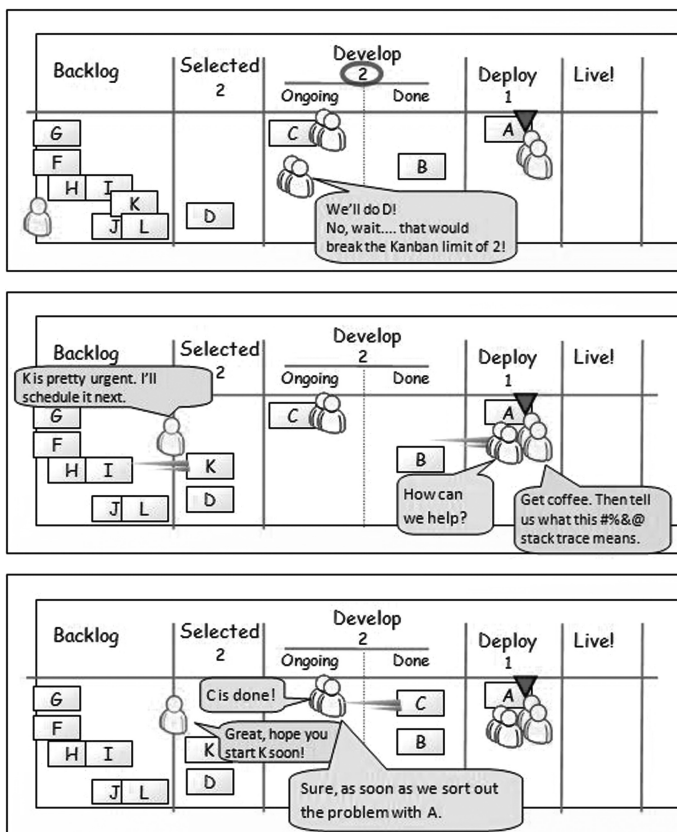 Develop
Backlog
Selected
2
2
Deploy
Live!
Ongoing
Done
1
G
C
A
F
B
H
I
K
J
L
D
We'll do D!
No, wait.... that would
break the Kanban limit of 2!
Develop
Backlog
Selected
2
2
Deploy
Live!
Ongoing
Done
1
K is pretty urgent. I'll
schedule it next.
G
C
A
F
H
I
K
B
J
L
D
How can
we help?
Get coffee. Then tell
us what this #%&@
stack trace means.
Develop
Backlog
Selected
2
2
Deploy
Live!
Ongoing
Done
1
G
C is done!
C
A
F
Great, hope you
start K soon!
H
I
K
B
J
L
D
Sure, as soon as we sort out
the problem with A.